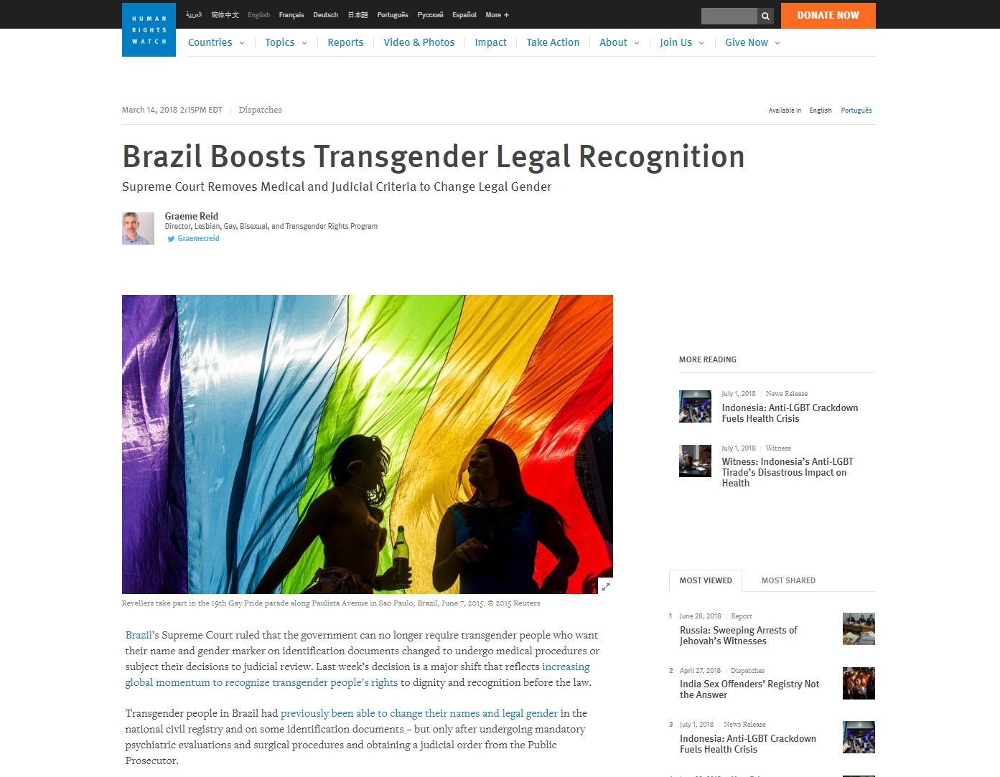 HUMAN
RIGHTS
WATCH
العربية 简体中文 English Français Deutsch 日本語 Português Русский Español More +
DONATE NOW
Countries Topics Reports Video & Photos Impact Take Action About Join Us Give Now
March 14, 2018 2:15PM EDT | Dispatches
Available In English Português
Brazil Boosts Transgender Legal Recognition
Supreme Court Removes Medical and Judicial Criteria to Change Legal Gender
Graeme Reid
Director, Lesbian, Gay, Bisexual, and Transgender Rights Program
Graemecreid
Revellers take part in the 19th Gay Pride parade along Paulista Avenue in Sao Paulo, Brazil, June 7, 2015. © 2015 Reuters
Brazil’s Supreme Court ruled that the government can no longer require transgender people who want
their name and gender marker on identification documents changed to undergo medical procedures or
subject their decisions to judicial review. Last week’s decision is a major shift that reflects increasing
global momentum to recognize transgender people’s rights to dignity and recognition before the law.
Transgender people in Brazil had previously been able to change their names and legal gender in the
national civil registry and on some identification documents – but only after undergoing mandatory
psychiatric evaluations and surgical procedures and obtaining a judicial order from the Public
Prosecutor.
MORE READING
July 1, 2018 | News Release
Indonesia: Anti-LGBT Crackdown
Fuels Health Crisis
July 1, 2018 | Witness
Witness: Indonesia’s Anti-LGBT
Tirade’s Disastrous Impact on
Health
MOST VIEWED MOST SHARED
1 June 28, 2018 | Report
Russia: Sweeping Arrests of
Jehovah’s Witnesses
2 April 27, 2018 | Dispatches
India Sex Offenders’ Registry Not
the Answer
3 July 1, 2018 | News Release
Indonesia: Anti-LGBT Crackdown
Fuels Health Crisis